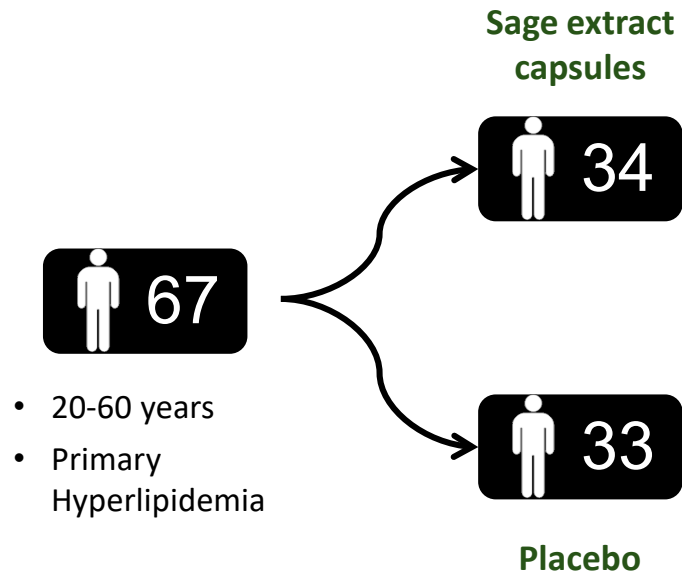 Sage extract
capsules
34
67
• 20-60 years
• Primary
Hyperlipidemia
33
Placebo